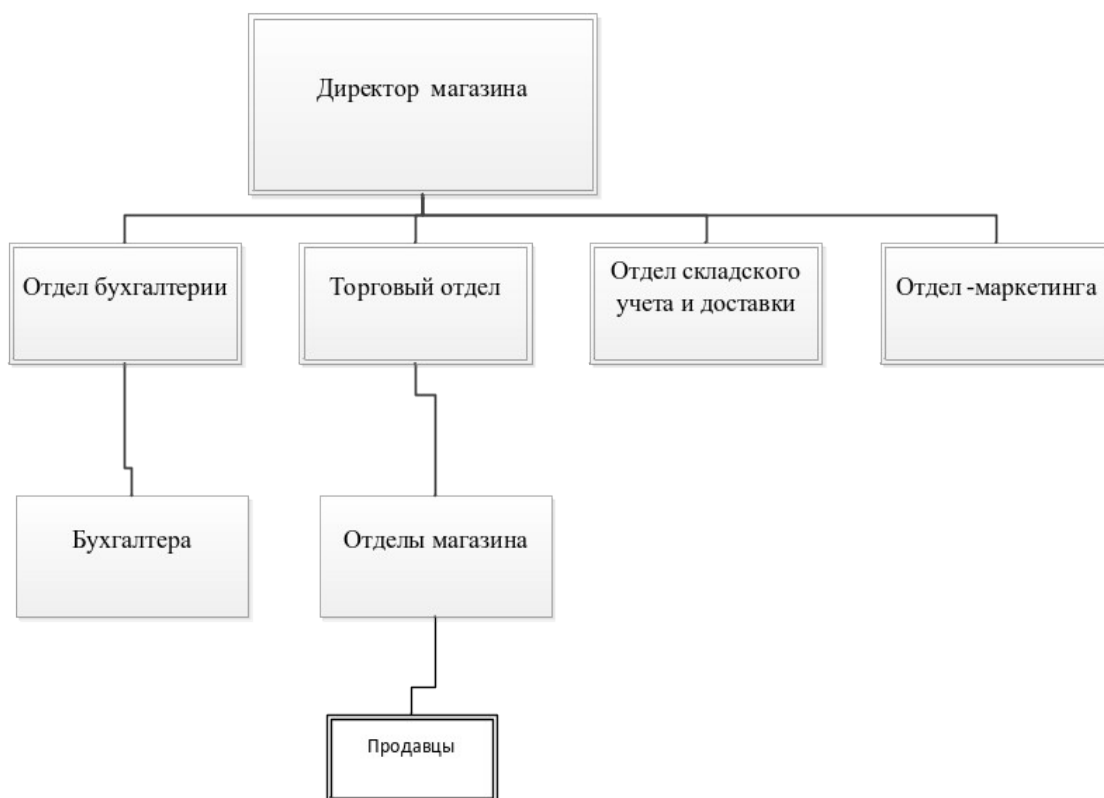 Директор магазина
Отдел бухгалтерии
Торговый отдел
Отдел складского
учета и доставки
Отдел -маркетинга
Бухгалтера
Отделы магазина
Продавцы